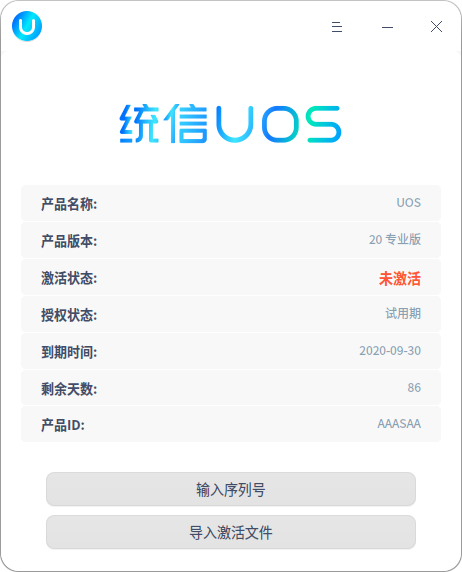 统信UOS
产品名称: UOS
产品版本: 20 专业版
激活状态: 未激活
授权状态: 试用期
到期时间: 2020-09-30
剩余天数: 86
产品ID: AAASAA
输入序列号
导入激活文件